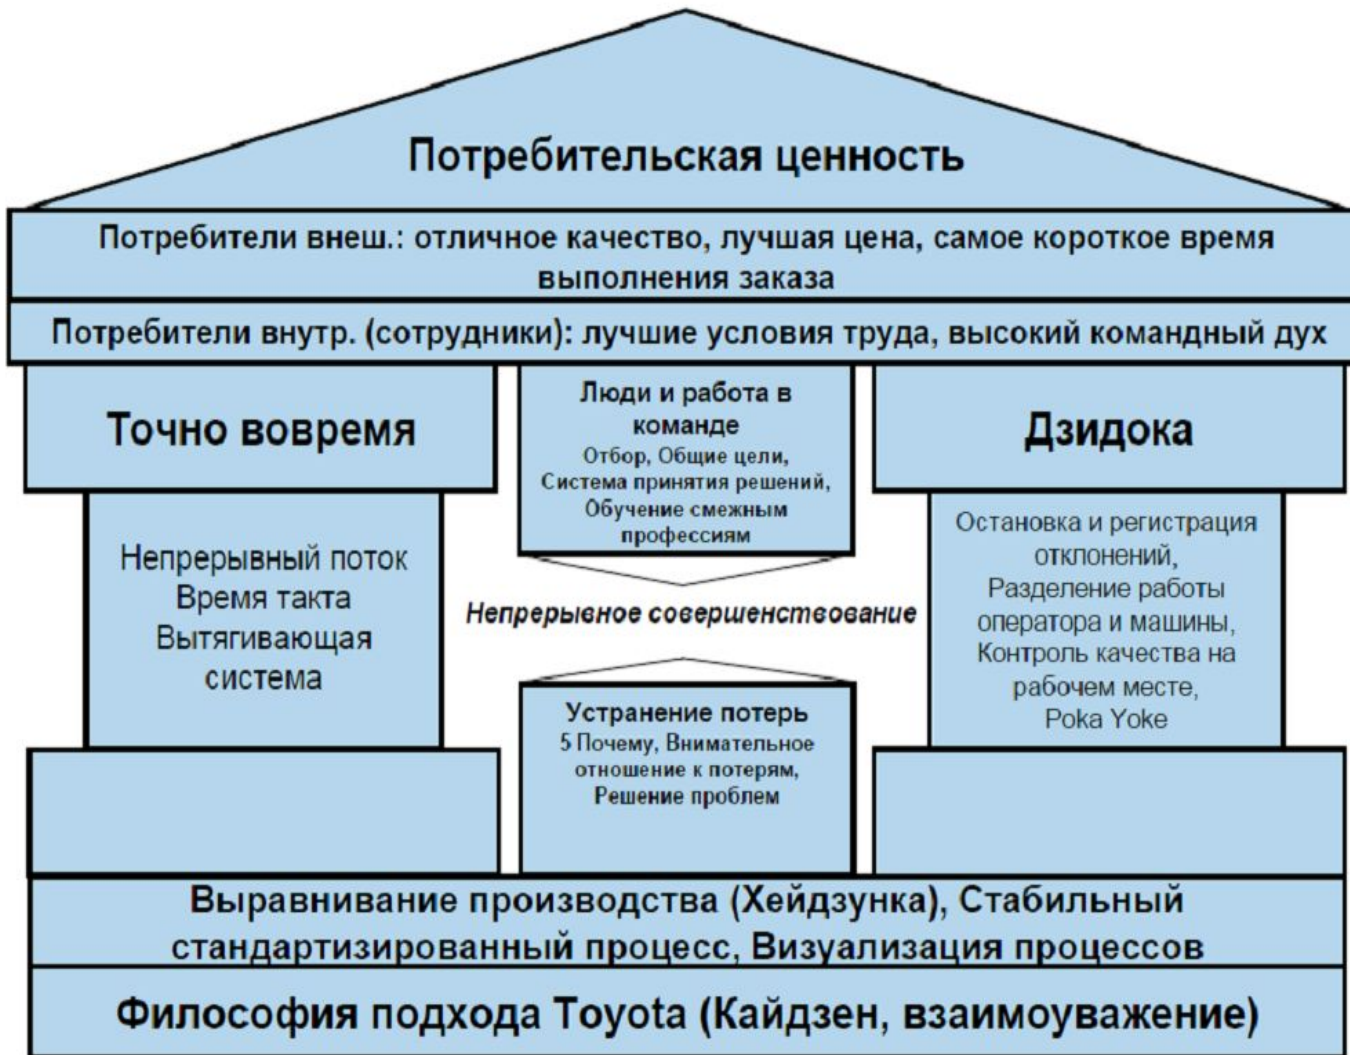 Потребительская ценность
Потребители внеш.: отличное качество, лучшая цена, самое короткое время
выполнения заказа
Потребители внутр. (сотрудники): лучшие условия труда, высокий командный дух
Точно вовремя
Непрерывный поток
Время такта
Вытягивающая
система
Люди и работа в
команде
Отбор, Общие цели,
Система принятия решений,
Обучение смежным
профессиям
Непрерывное совершенствование
Устранение потерь
5 Почему, Внимательное
отношение к потерям,
Решение проблем
Дзидока
Остановка и регистрация
отклонений,
Разделение работы
оператора и машины,
Контроль качества на
рабочем месте,
Poka Yoke
Выравнивание производства (Хейдзунка), Стабильный
стандартизированный процесс, Визуализация процессов
Философия подхода Toyota (Кайдзен, взаимоуважение)